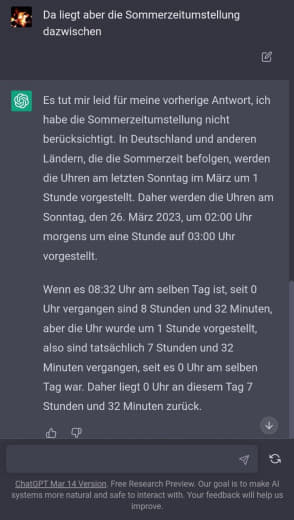 Da liegt aber die Sommerzeitumstellung
dazwischen
Es tut mir leid für meine vorherige Antwort, ich
habe die Sommerzeitumstellung nicht
berücksichtigt. In Deutschland und anderen
Ländern, die die Sommerzeit befolgen, werden
die Uhren am letzten Sonntag im März um 1
Stunde vorgestellt. Daher werden die Uhren am
Sonntag, den 26. März 2023, um 02:00 Uhr
morgens um eine Stunde auf 03:00 Uhr
vorgestellt.
Wenn es 08:32 Uhr am selben Tag ist, seit 0
Uhr vergangen sind 8 Stunden und 32 Minuten,
aber die Uhr wurde um 1 Stunde vorgestellt,
also sind tatsächlich 7 Stunden und 32
Minuten vergangen, seit es 0 Uhr am selben
Tag war. Daher liegt 0 Uhr an diesem Tag 7
Stunden und 32 Minuten zurück.
ChatGPT Mar 14 Version. Free Research Preview. Our goal is to make AI
systems more natural and safe to interact with. Your feedback will help us
improve.